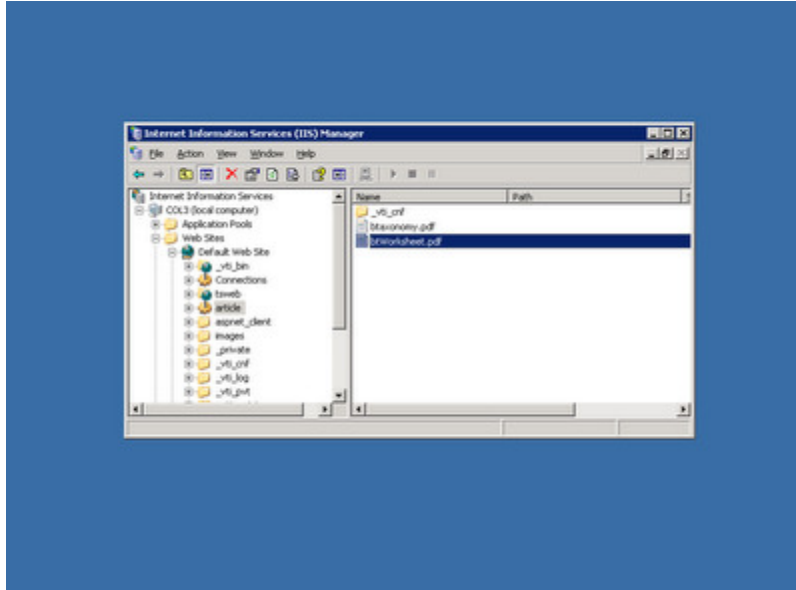 Internet Information Services (IIS) Manager
File Action View Window Help
Internet Information Services
COL3 (local computer)
Application Pools
Web Sites
Default Web Site
_vti_bin
Connections
tsweb
article
aspnet_client
images
_private
_vti_cnf
_vti_log
_vti_pvt
Name Path
_vti_cnf
btaxonomy.pdf
btWorksheet.pdf